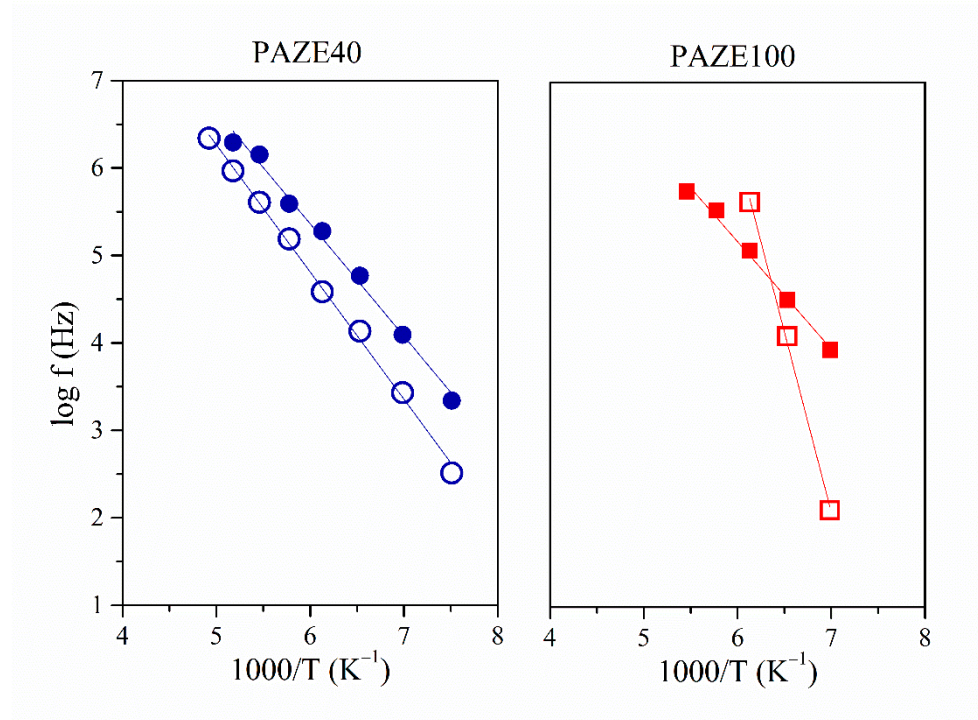 PAZE40
PAZE100
7
6
5
4
3
2
1
log f (Hz)
4 5 6 7 8
4 5 6 7 8
1000/T (K⁻¹)
1000/T (K⁻¹)